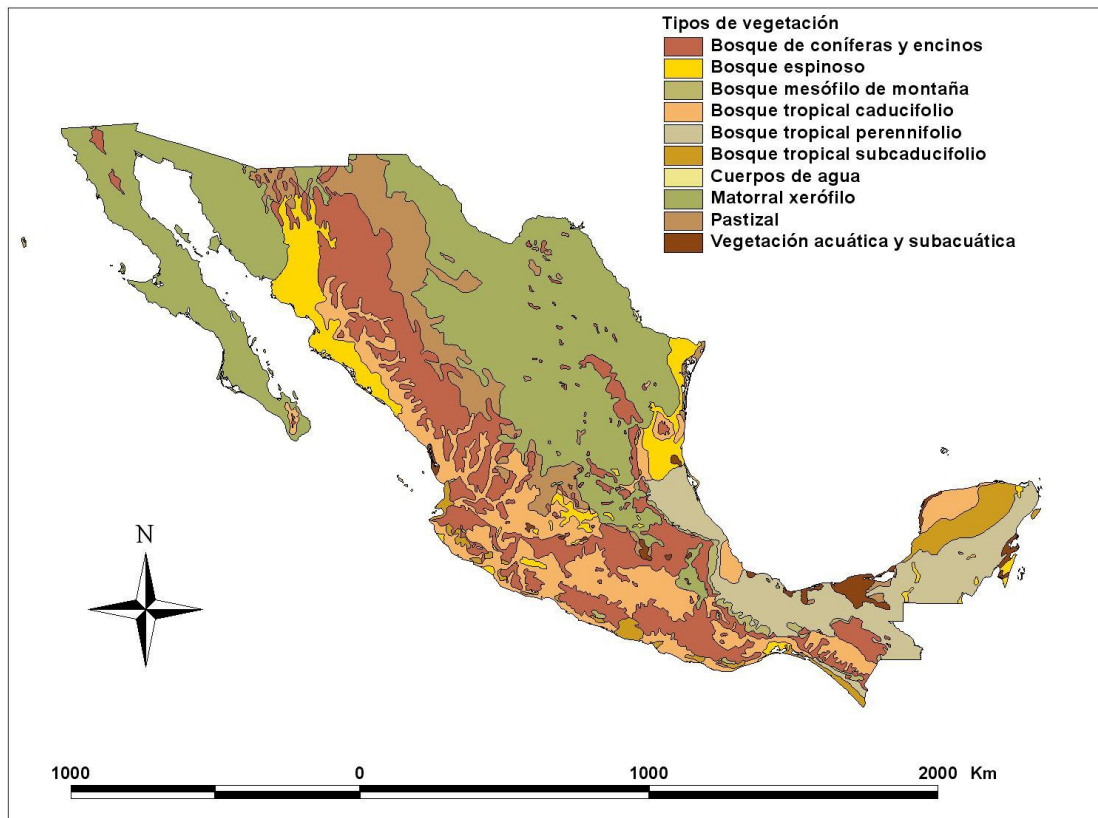 Tipos de vegetación
Bosque de coníferas y encinos
Bosque espinoso
Bosque mesófilo de montaña
Bosque tropical caducifolio
Bosque tropical perennifolio
Bosque tropical subcaducifolio
Cuerpos de agua
Matorral xerófilo
Pastizal
Vegetación acuática y subacuática
N
1000 0 1000 2000 Km